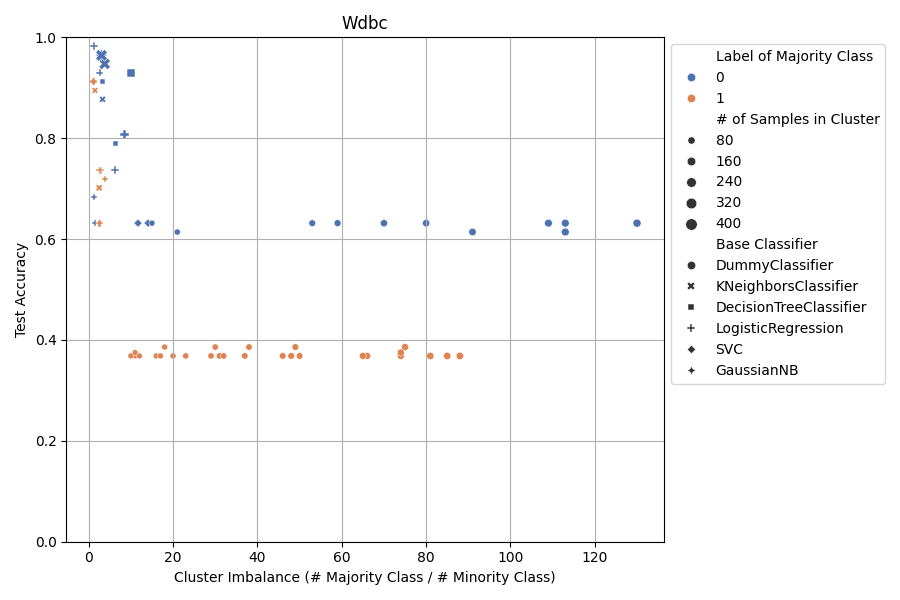 Wdbc
1.0
0.8
0.6
0.4
0.2
0.0
Test Accuracy
0 20 40 60 80 100 120
Cluster Imbalance (# Majority Class / # Minority Class)
Label of Majority Class
0
1
# of Samples in Cluster
80
160
240
320
400
Base Classifier
DummyClassifier
KNeighborsClassifier
DecisionTreeClassifier
LogisticRegression
SVC
GaussianNB